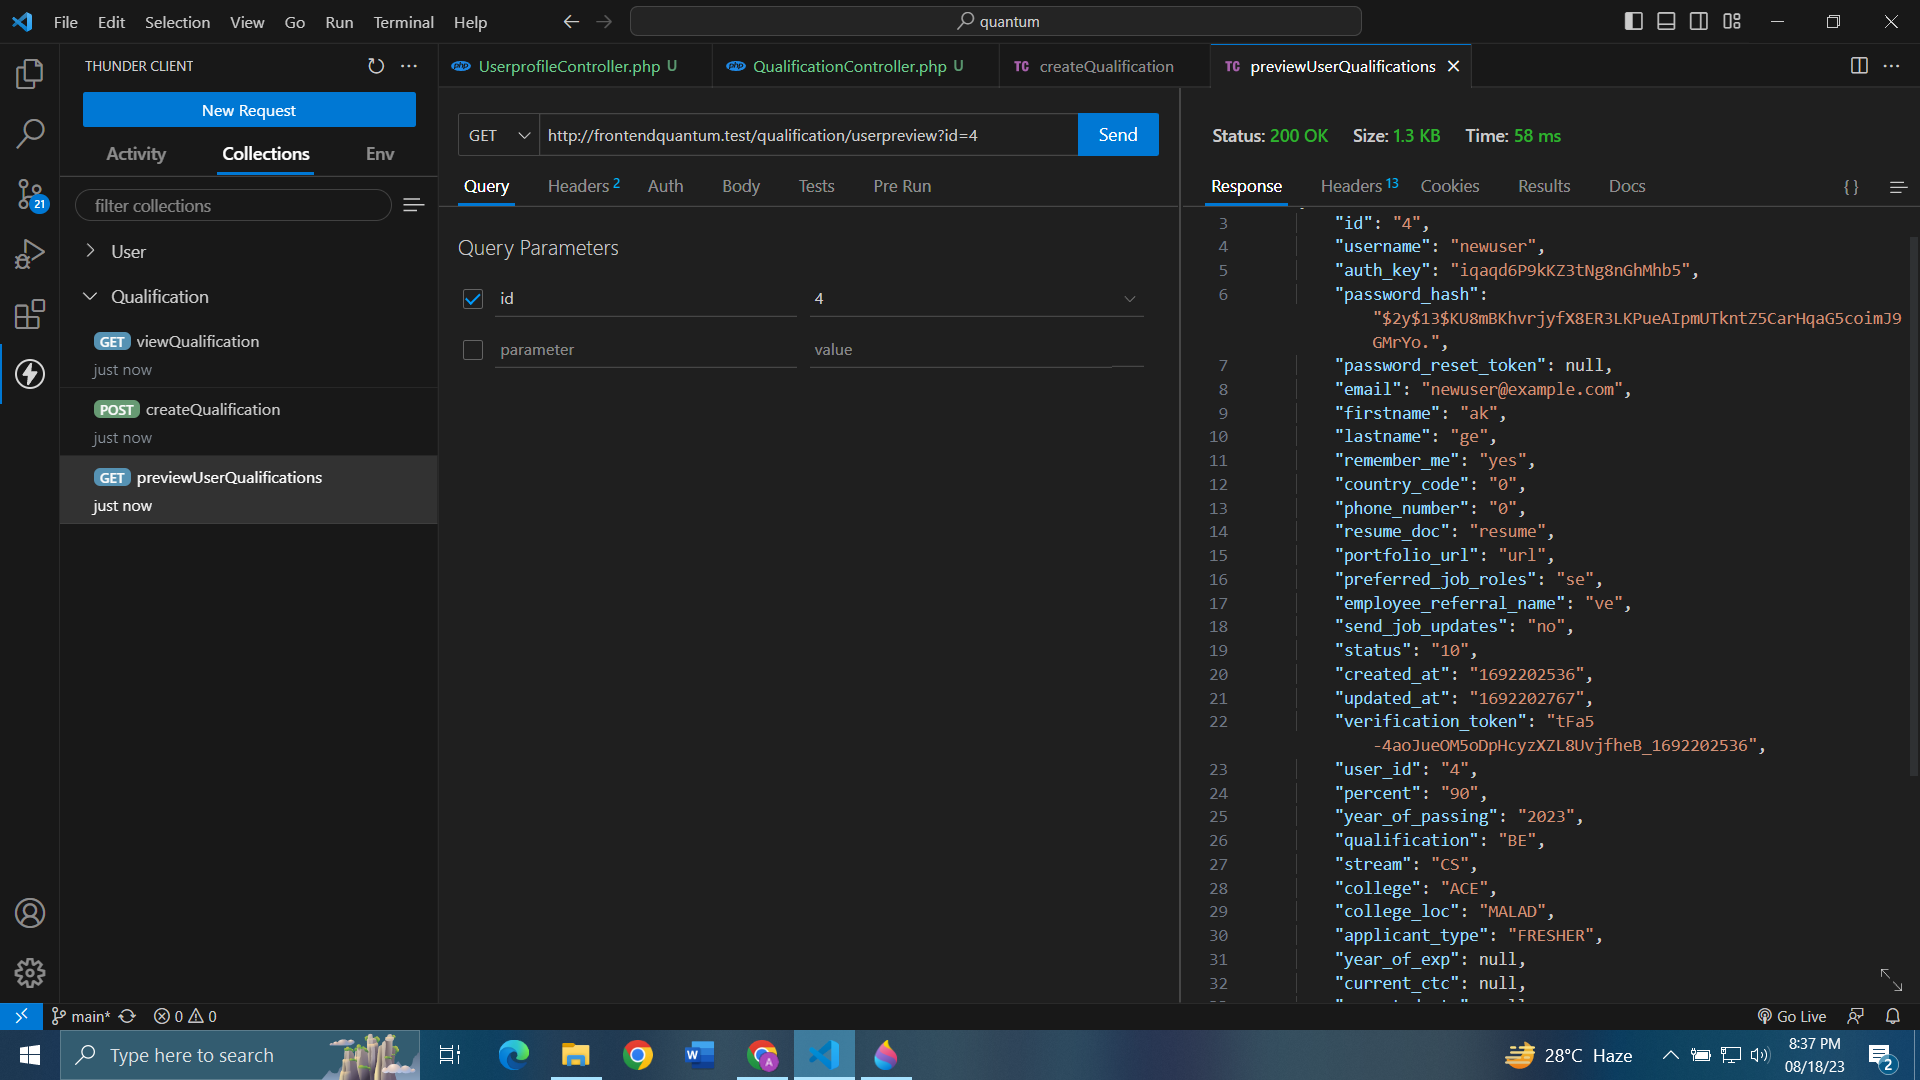 File Edit Selection View Go Run Terminal Help
quantum
THUNDER CLIENT
New Request
Activity Collections Env
filter collections
User
Qualification
GET viewQualification
just now
POST createQualification
just now
GET previewUserQualifications
just now
21
php UserprofileController.php U
php QualificationController.php U
TC createQualification
TC previewUserQualifications
GET http://frontendquantum.test/qualification/userpreview?id=4 Send
Query Headers 2 Auth Body Tests Pre Run
Query Parameters
id 4
parameter value
Status: 200 OK Size: 1.3 KB Time: 58 ms
Response Headers 13 Cookies Results Docs {}
3 "id": "4",
4 "username": "newuser",
5 "auth_key": "iqaqd6P9kKZ3tNg8nGhMhb5",
6 "password_hash":
"$2y$13$KU8mBKhvrjyfX8ER3LKPueAIpmUTkntZ5CarHqaG5coimJ9
GMrYo.",
7 "password_reset_token": null,
8 "email": "newuser@example.com",
9 "firstname": "ak",
10 "lastname": "ge",
11 "remember_me": "yes",
12 "country_code": "0",
13 "phone_number": "0",
14 "resume_doc": "resume",
15 "portfolio_url": "url",
16 "preferred_job_roles": "se",
17 "employee_referral_name": "ve",
18 "send_job_updates": "no",
19 "status": "10",
20 "created_at": "1692202536",
21 "updated_at": "1692202767",
22 "verification_token": "tFa5
-4aoJueOM5oDpHcyzXZL8UvjfheB_1692202536",
23 "user_id": "4",
24 "percent": "90",
25 "year_of_passing": "2023",
26 "qualification": "BE",
27 "stream": "CS",
28 "college": "ACE",
29 "college_loc": "MALAD",
30 "applicant_type": "FRESHER",
31 "year_of_exp": null,
32 "current_ctc": null,
main* 0 0
Go Live
Type here to search
28°C Haze
8:37 PM
08/18/23
2